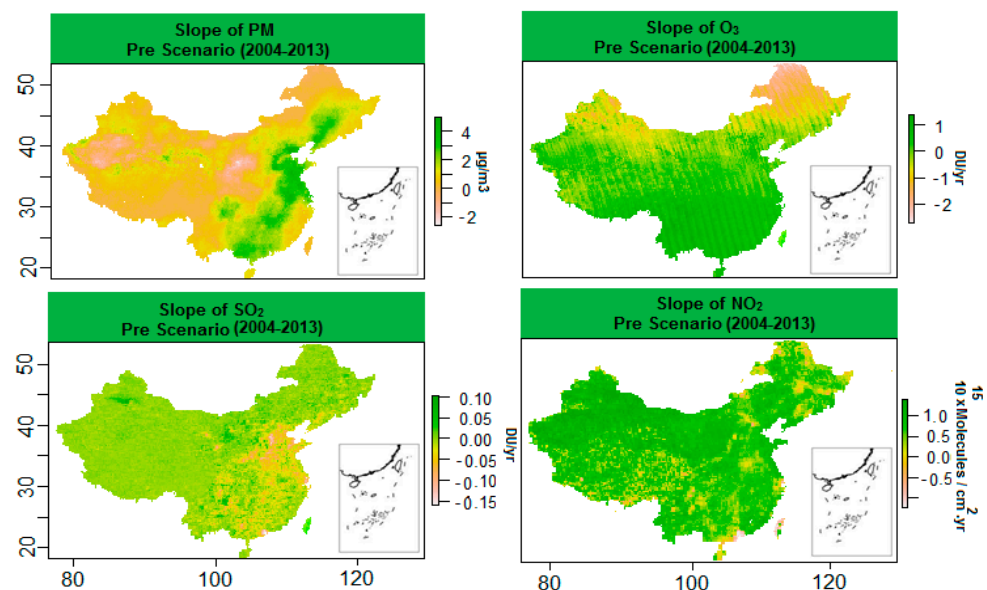 Slope of PM
Pre Scenario (2004-2013)
Slope of O₃
Pre Scenario (2004-2013)
50
40
30
20
4
2
0
-2
µg/m3
1
0
-1
-2
DU/yr
Slope of SO₂
Pre Scenario (2004-2013)
Slope of NO₂
Pre Scenario (2004-2013)
50
40
30
20
80
100
120
0.10
0.05
0.00
-0.05
-0.10
-0.15
DU/yr
80
100
120
1.0
0.5
0.0
-0.5
10 x Molecules / cm².yr
15